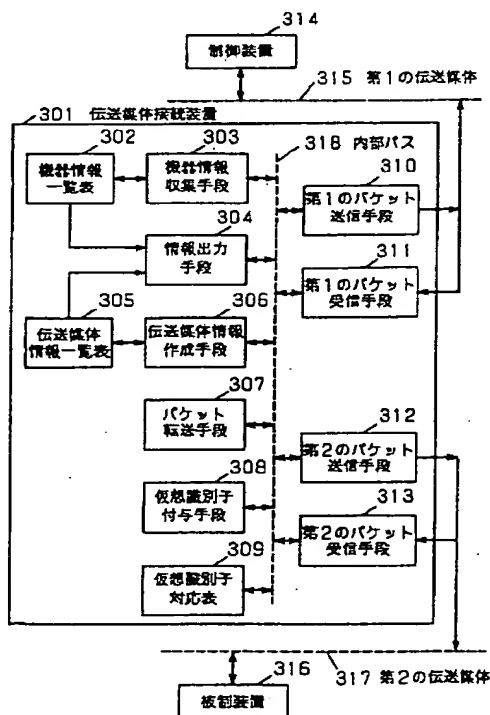 314
制御装置
315 第1の伝送媒体
301 伝送媒体接続装置
302
機器情報
一覧表
303
機器情報
収集手段
318 内部バス
310
第1のパケット
送信手段
304
情報出力
手段
311
第1のパケット
受信手段
305
伝送媒体
情報一覧表
306
伝送媒体情報
作成手段
307
パケット
転送手段
312
第2のパケット
送信手段
308
仮想識別子
付与手段
313
第2のパケット
受信手段
309
仮想識別子
対応表
316
被制装置
317 第2の伝送媒体